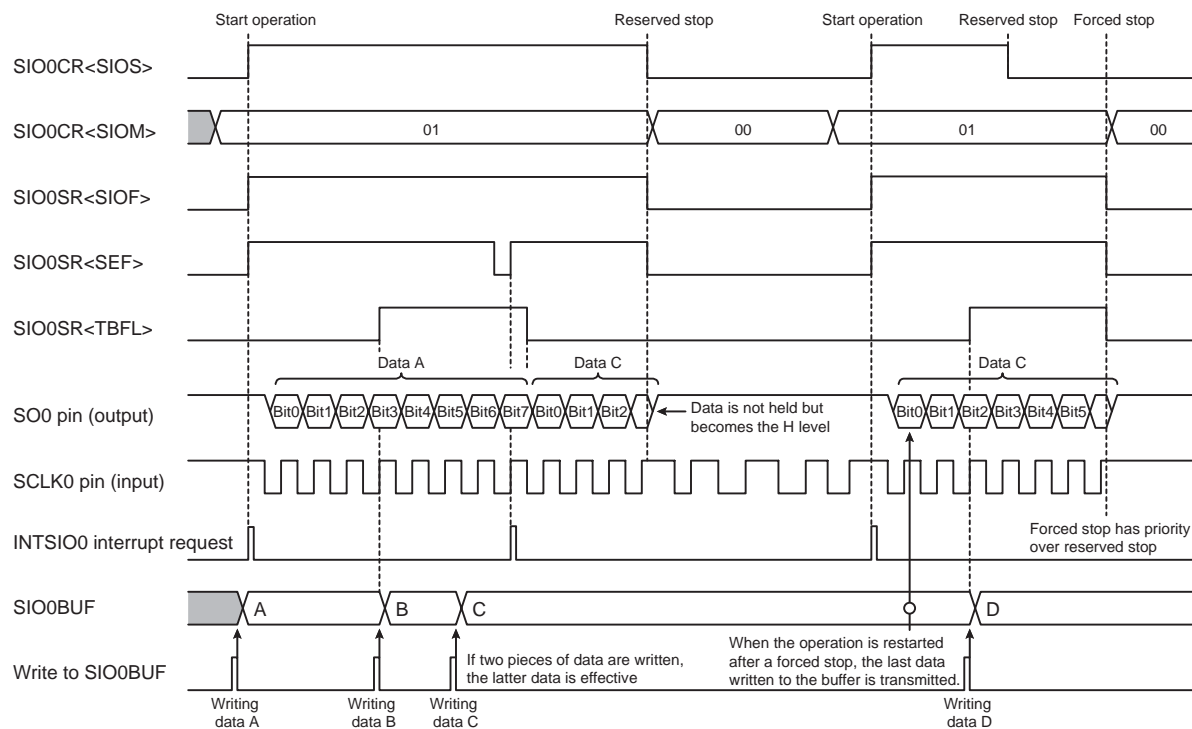 Start operation Reserved stop Start operation Reserved stop Forced stop
SIO0CR<SIOS>
SIO0CR<SIOM> 01 00 01 00
SIO0SR<SIOF>
SIO0SR<SEF>
SIO0SR<TBFL>
Data A Data C Data C
SO0 pin (output) Bit0 Bit1 Bit2 Bit3 Bit4 Bit5 Bit6 Bit7 Bit0 Bit1 Bit2 Bit0 Bit1 Bit2 Bit3 Bit4 Bit5
Data is not held but
becomes the H level
SCLK0 pin (input)
INTSIO0 interrupt request
Forced stop has priority
over reserved stop
SIO0BUF A B C D
Write to SIO0BUF
If two pieces of data are written,
the latter data is effective
When the operation is restarted
after a forced stop, the last data
written to the buffer is transmitted.
Writing
data A
Writing
data B
Writing
data C
Writing
data D